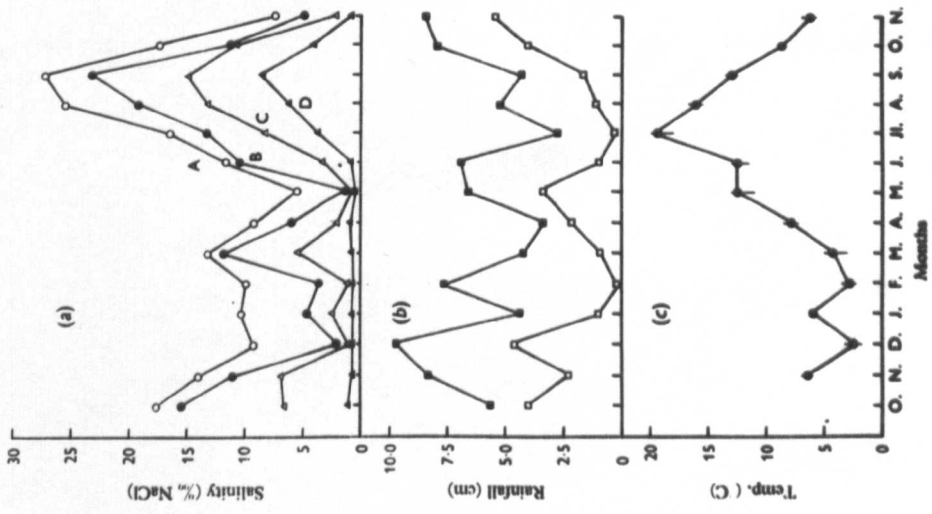 Salinity (‰, NaCl)
30
25
20
15
10
5
0
(a)
A
B
C
D
Rainfall (cm)
10·0
7·5
5·0
2·5
0
(b)
Temp. ( C)
20
15
10
5
0
(c)
O. N. D. J. F. M. A. M. J. Jl. A. S. O. N.
Months